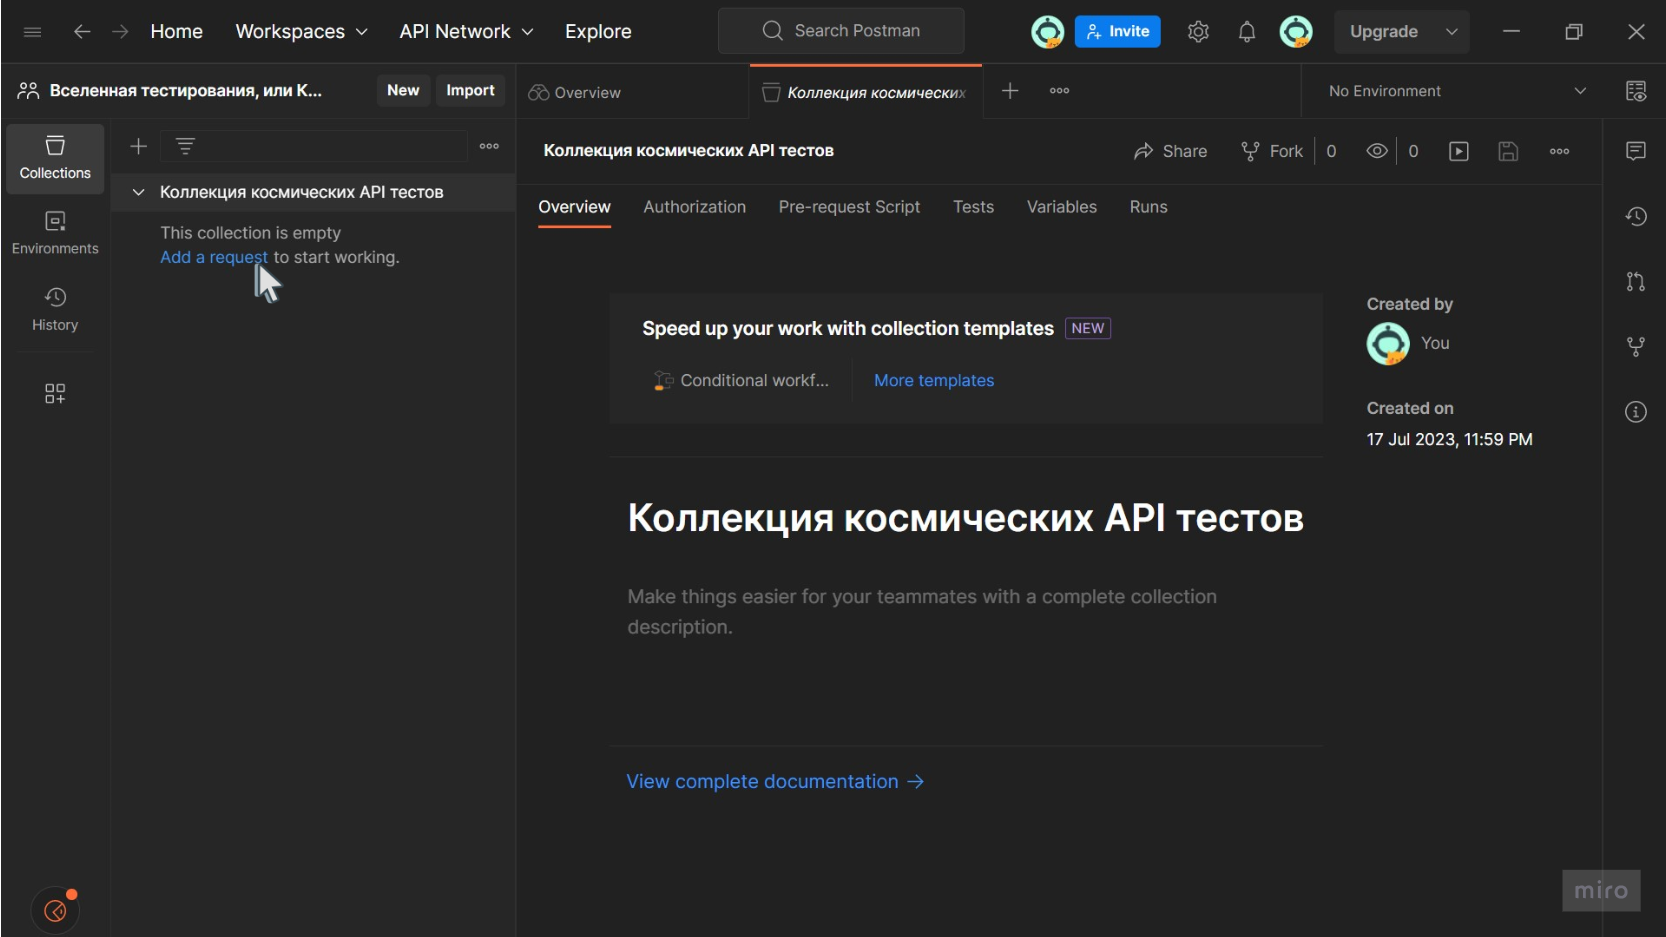 Home Workspaces API Network Explore Search Postman Invite Upgrade
Вселенная тестирования, или К... New Import Overview Коллекция космических No Environment
Collections
Коллекция космических API тестов Share Fork 0 0
Коллекция космических API тестов
Overview Authorization Pre-request Script Tests Variables Runs
This collection is empty
Add a request to start working.
Environments
History
Speed up your work with collection templates NEW
Conditional workf... More templates
Created by
You
Created on
17 Jul 2023, 11:59 PM
Коллекция космических API тестов
Make things easier for your teammates with a complete collection
description.
View complete documentation →
miro